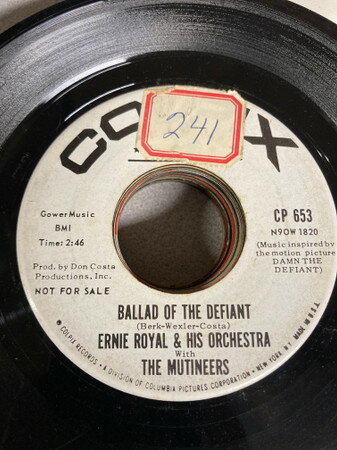 COLPIX
241
GowerMusic
BMI
Time: 2:46
CP 653
N9OW 1820
(Music inspired by
the motion picture
DAMN THE
DEFIANT)
Prod. by Don Costa
Productions, Inc.
NOT FOR SALE
BALLAD OF THE DEFIANT
(Berk-Wexler-Costa)
ERNIE ROYAL & HIS ORCHESTRA
With
THE MUTINEERS
© COLPIX RECORDS • A DIVISION OF COLUMBIA PICTURES CORPORATION • NEW YORK, N.Y. MADE IN U.S.A.